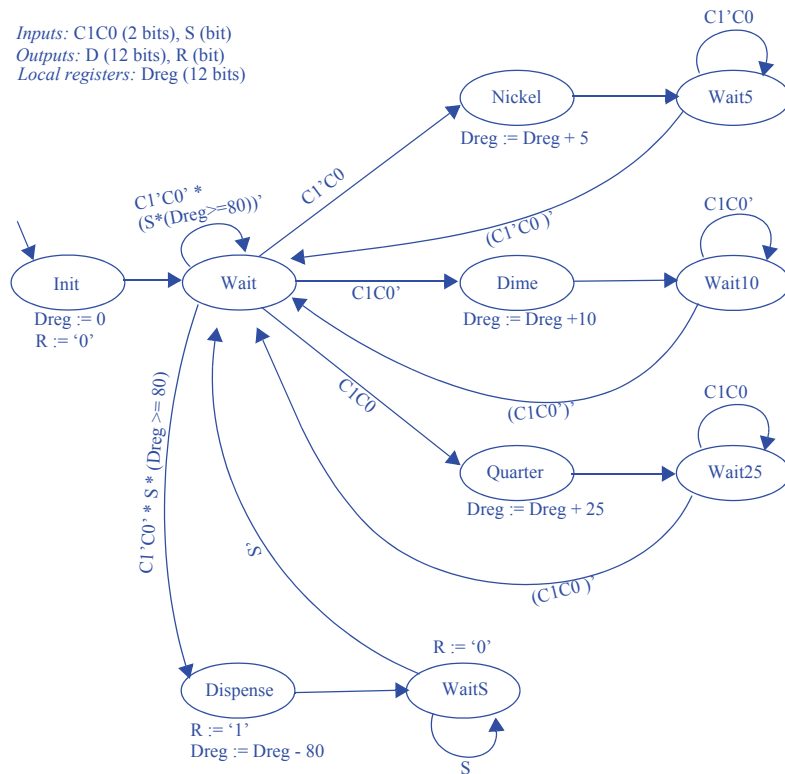 Inputs: C1C0 (2 bits), S (bit)
Outputs: D (12 bits), R (bit)
Local registers: Dreg (12 bits)
C1’C0
Nickel
Wait5
Dreg := Dreg + 5
C1’C0
C1’C0’ *
(S*(Dreg>=80))’
(C1’C0)’
C1C0’
Init
Wait
C1C0’
Dime
Wait10
Dreg := 0
R := ‘0’
Dreg := Dreg +10
C1C0
(C1C0’)’
C1C0
Quarter
Wait25
Dreg := Dreg + 25
C1’C0’ * S * (Dreg >= 80)
S’
(C1C0)’
R := ‘0’
Dispense
WaitS
R := ‘1’
Dreg := Dreg - 80
S